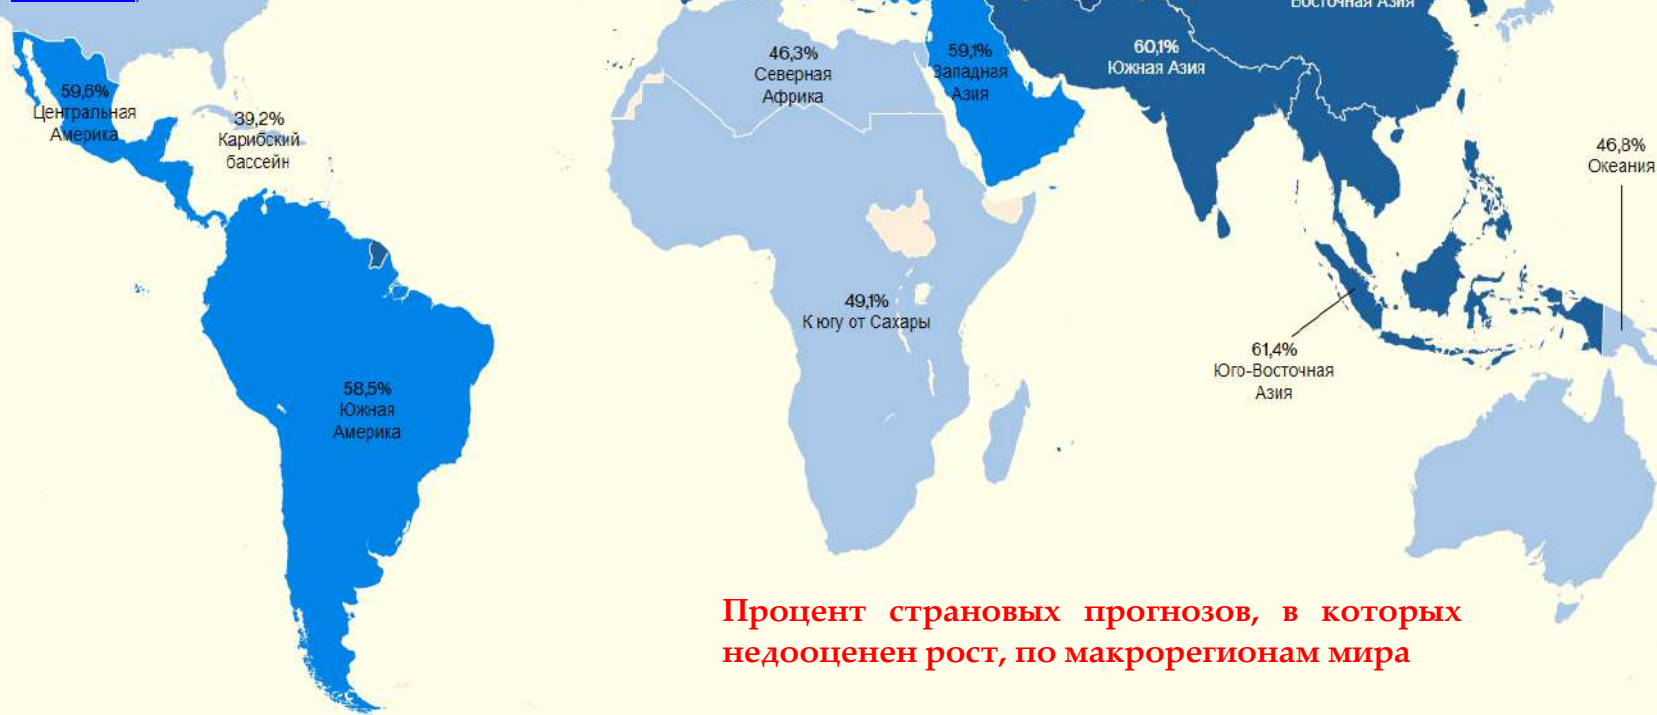 Восточная Азия
46,3%
Северная
Африка
59,1%
Западная
Азия
60,1%
Южная Азия
59,6%
Центральная
Америка
39,2%
Карибский
бассейн
46,8%
Океания
49,1%
К югу от Сахары
61,4%
Юго-Восточная
Азия
58,5%
Южная
Америка
Процент страновых прогнозов, в которых
недооценен рост, по макрорегионам мира